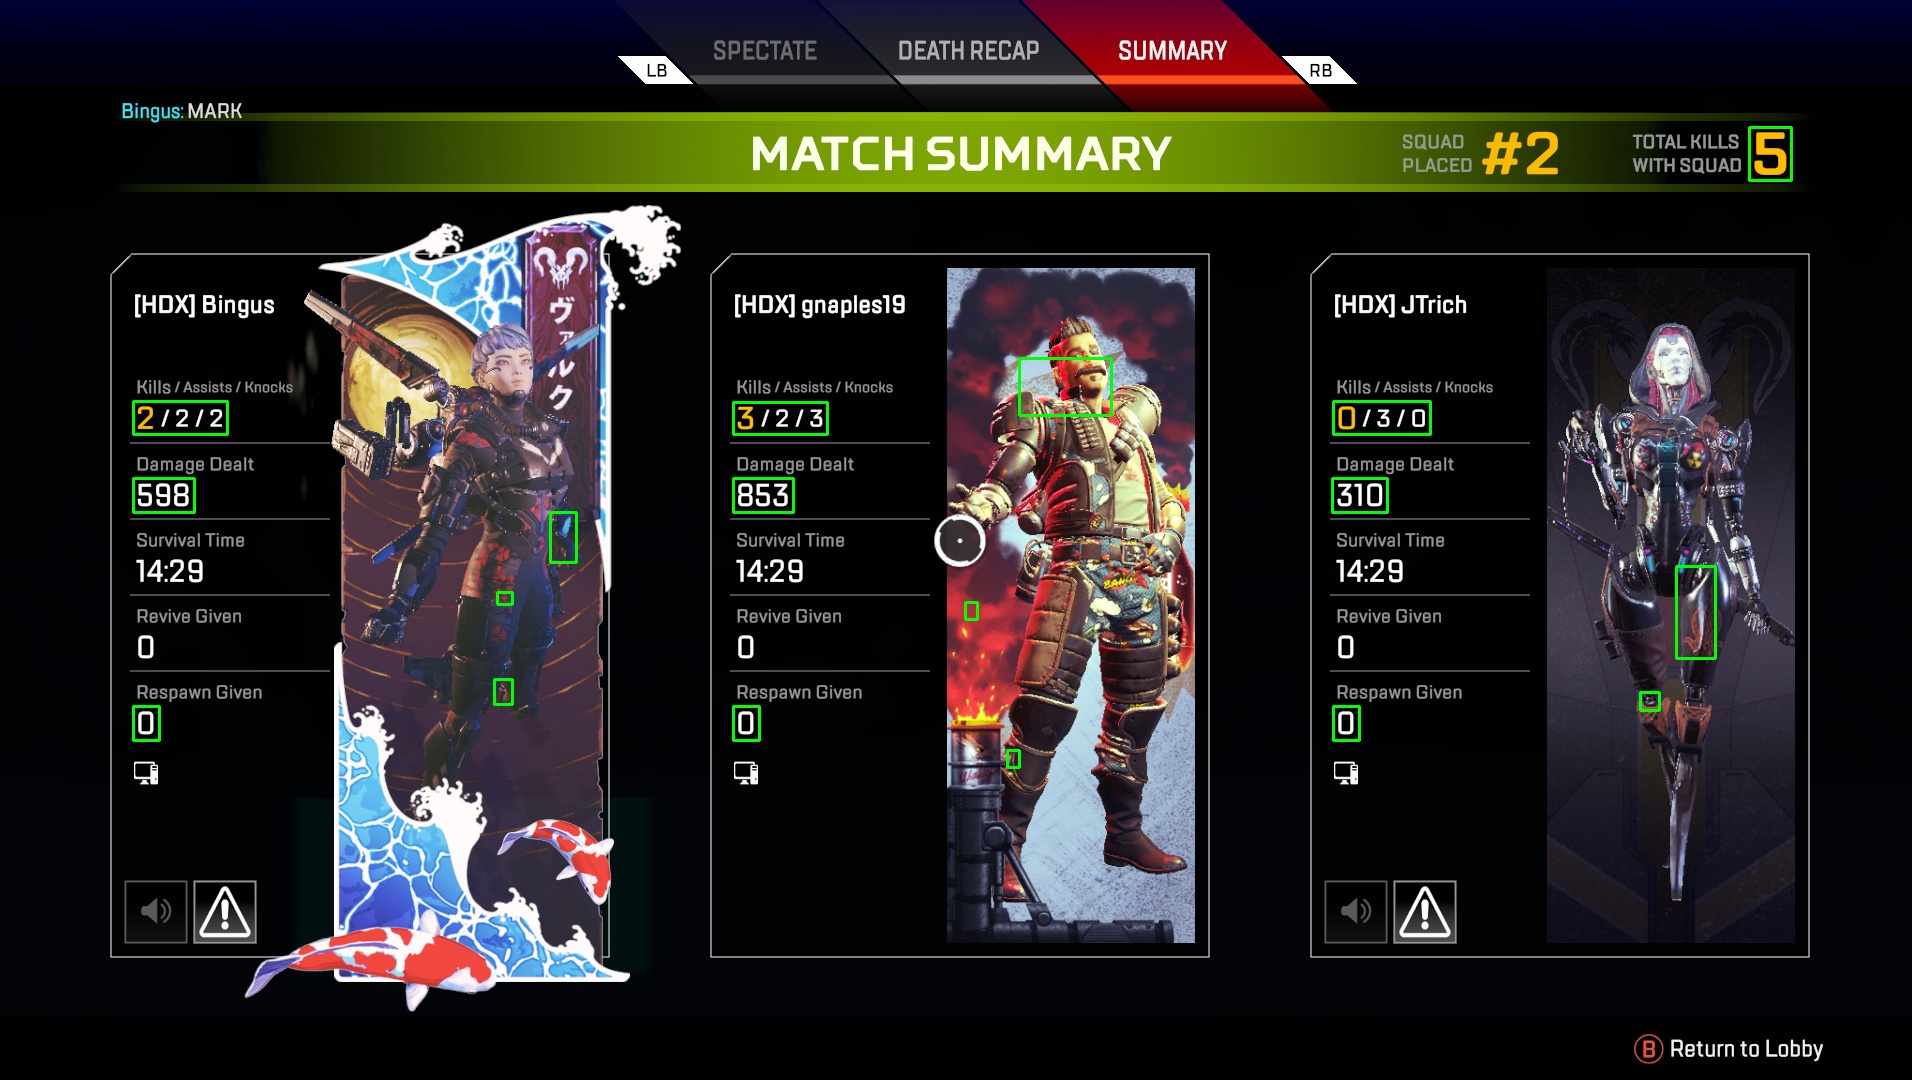 SPECTATE
DEATH RECAP
SUMMARY
LB
RB
Bingus: MARK
MATCH SUMMARY
SQUAD
PLACED
#2
TOTAL KILLS
WITH SQUAD
5
[HDX] Bingus
Kills / Assists / Knocks
2 / 2 / 2
Damage Dealt
598
Survival Time
14:29
Revive Given
0
Respawn Given
0
ヴァルク
[HDX] gnaples19
Kills / Assists / Knocks
3 / 2 / 3
Damage Dealt
853
Survival Time
14:29
Revive Given
0
Respawn Given
0
[HDX] JTrich
Kills / Assists / Knocks
0 / 3 / 0
Damage Dealt
310
Survival Time
14:29
Revive Given
0
Respawn Given
0
B Return to Lobby